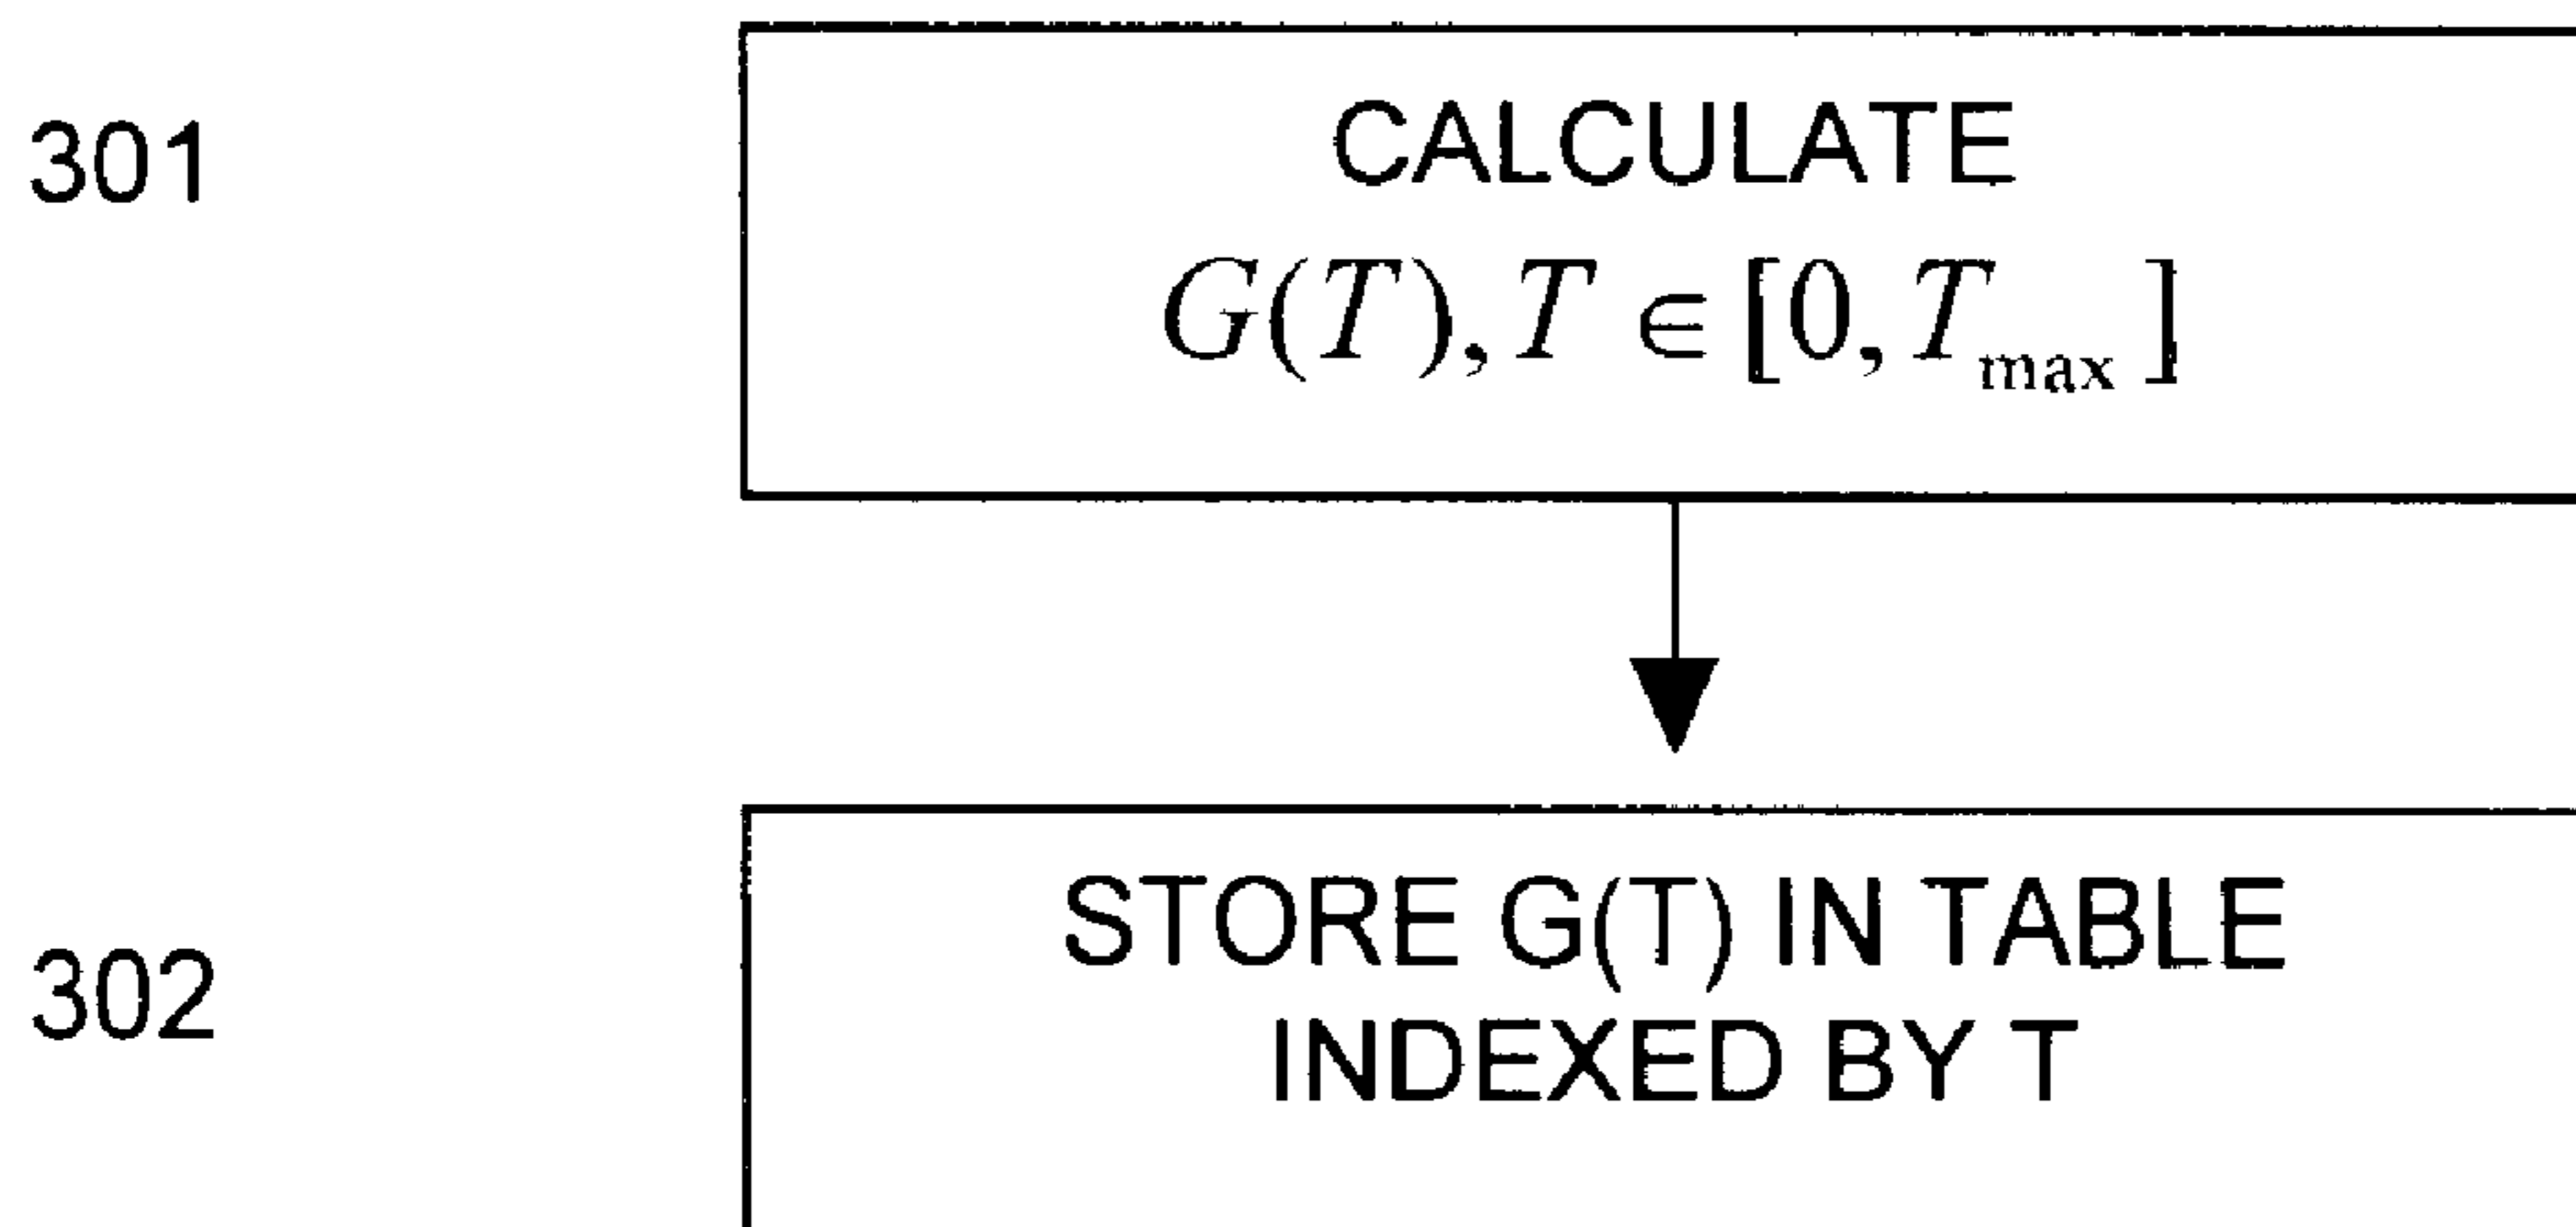 301
CALCULATE
G(T), T ∈ [0, T_max]
302
STORE G(T) IN TABLE
INDEXED BY T